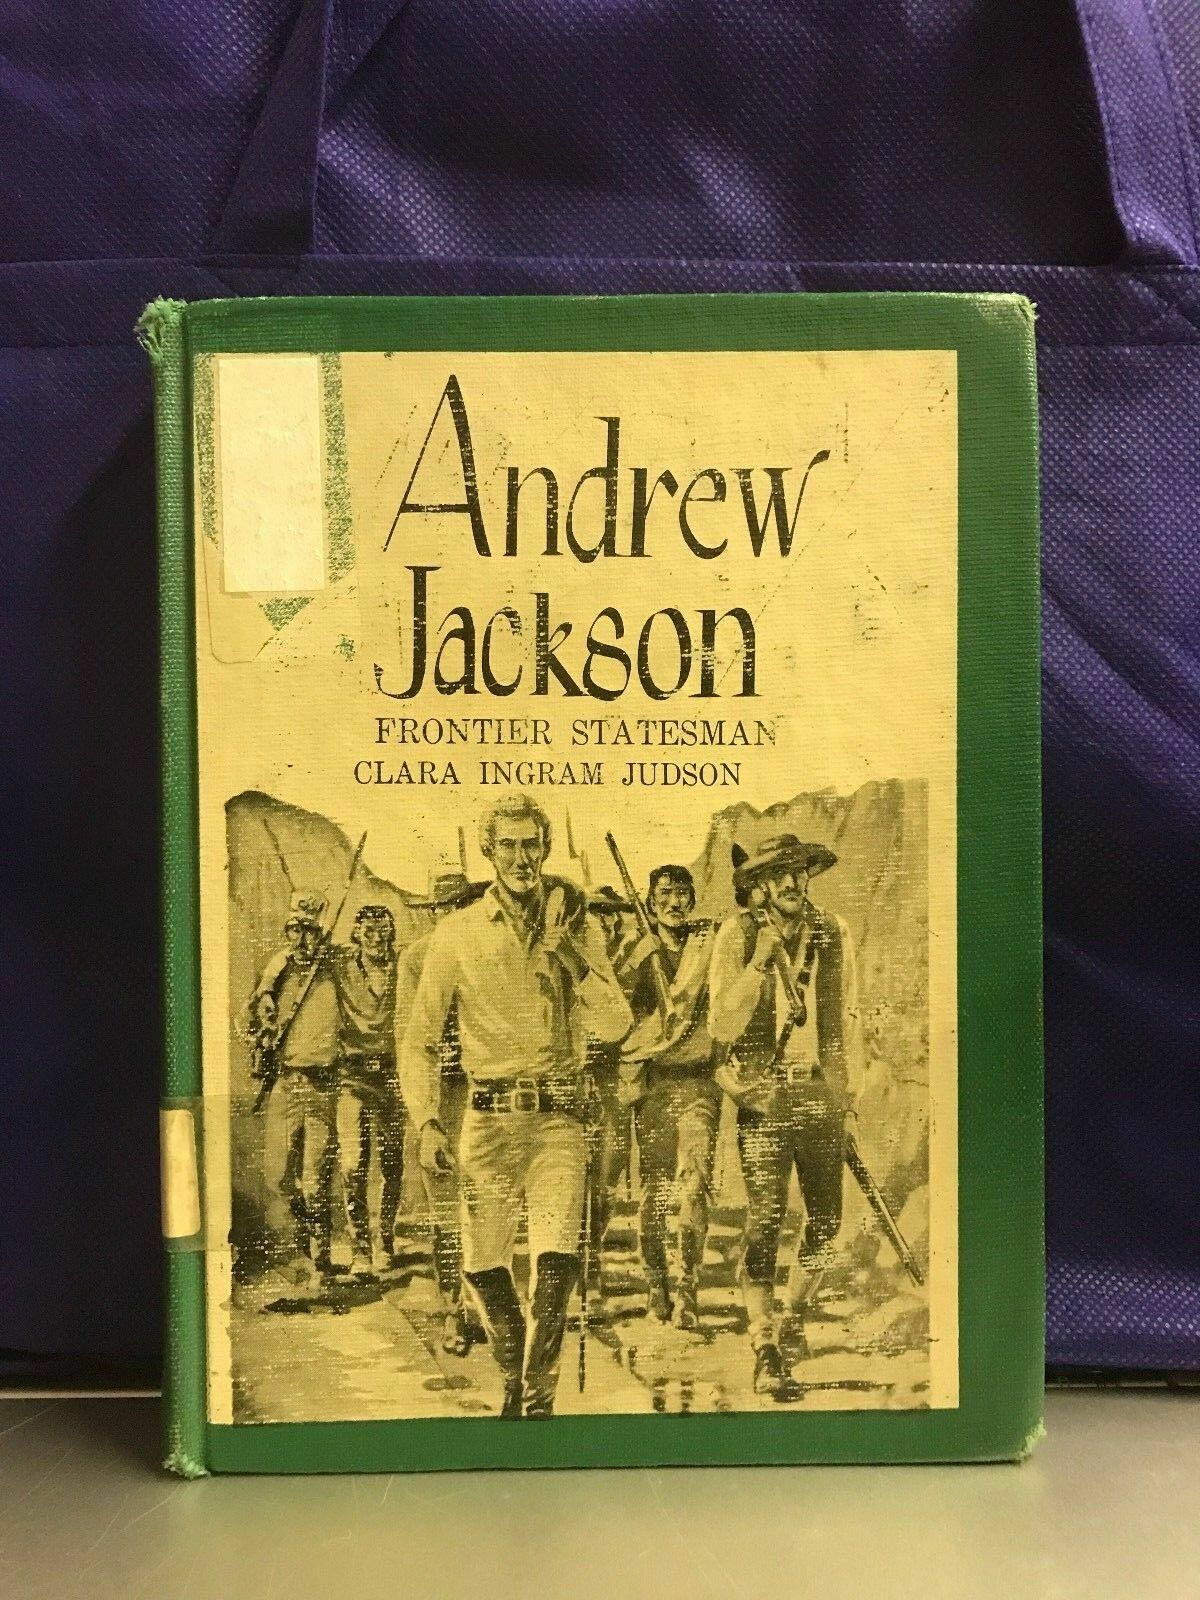 Andrew
Jackson
FRONTIER STATESMAN
CLARA INGRAM JUDSON